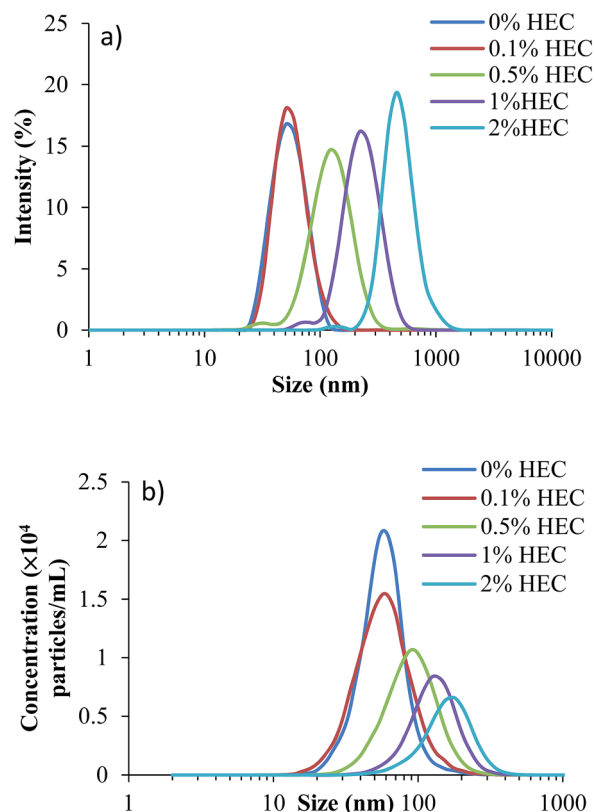 a)
0% HEC
0.1% HEC
0.5% HEC
1%HEC
2%HEC
Intensity (%)
25
20
15
10
5
0
1 10 100 1000 10000
Size (nm)
b)
0% HEC
0.1% HEC
0.5% HEC
1% HEC
2% HEC
Concentration (×10⁴
particles/mL)
2.5
2
1.5
1
0.5
0
1 10 100 1000
Size (nm)